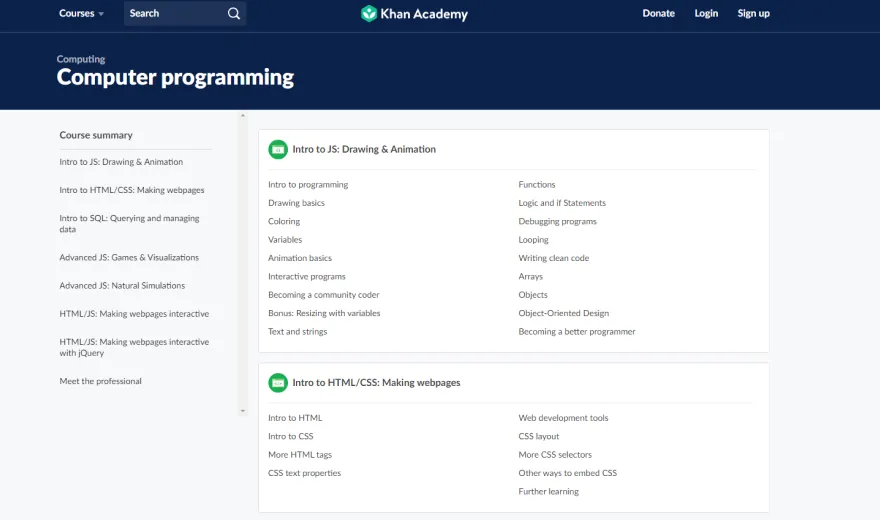 Courses
Search
Khan Academy
Donate
Login
Sign up
Computing
Computer programming
Course summary
Intro to JS: Drawing & Animation
Intro to HTML/CSS: Making webpages
Intro to SQL: Querying and managing
data
Advanced JS: Games & Visualizations
Advanced JS: Natural Simulations
HTML/JS: Making webpages interactive
HTML/JS: Making webpages interactive
with jQuery
Meet the professional
Intro to JS: Drawing & Animation
Intro to programming
Drawing basics
Coloring
Variables
Animation basics
Interactive programs
Becoming a community coder
Bonus: Resizing with variables
Text and strings
Functions
Logic and if Statements
Debugging programs
Looping
Writing clean code
Arrays
Objects
Object-Oriented Design
Becoming a better programmer
Intro to HTML/CSS: Making webpages
Intro to HTML
Intro to CSS
More HTML tags
CSS text properties
Web development tools
CSS layout
More CSS selectors
Other ways to embed CSS
Further learning